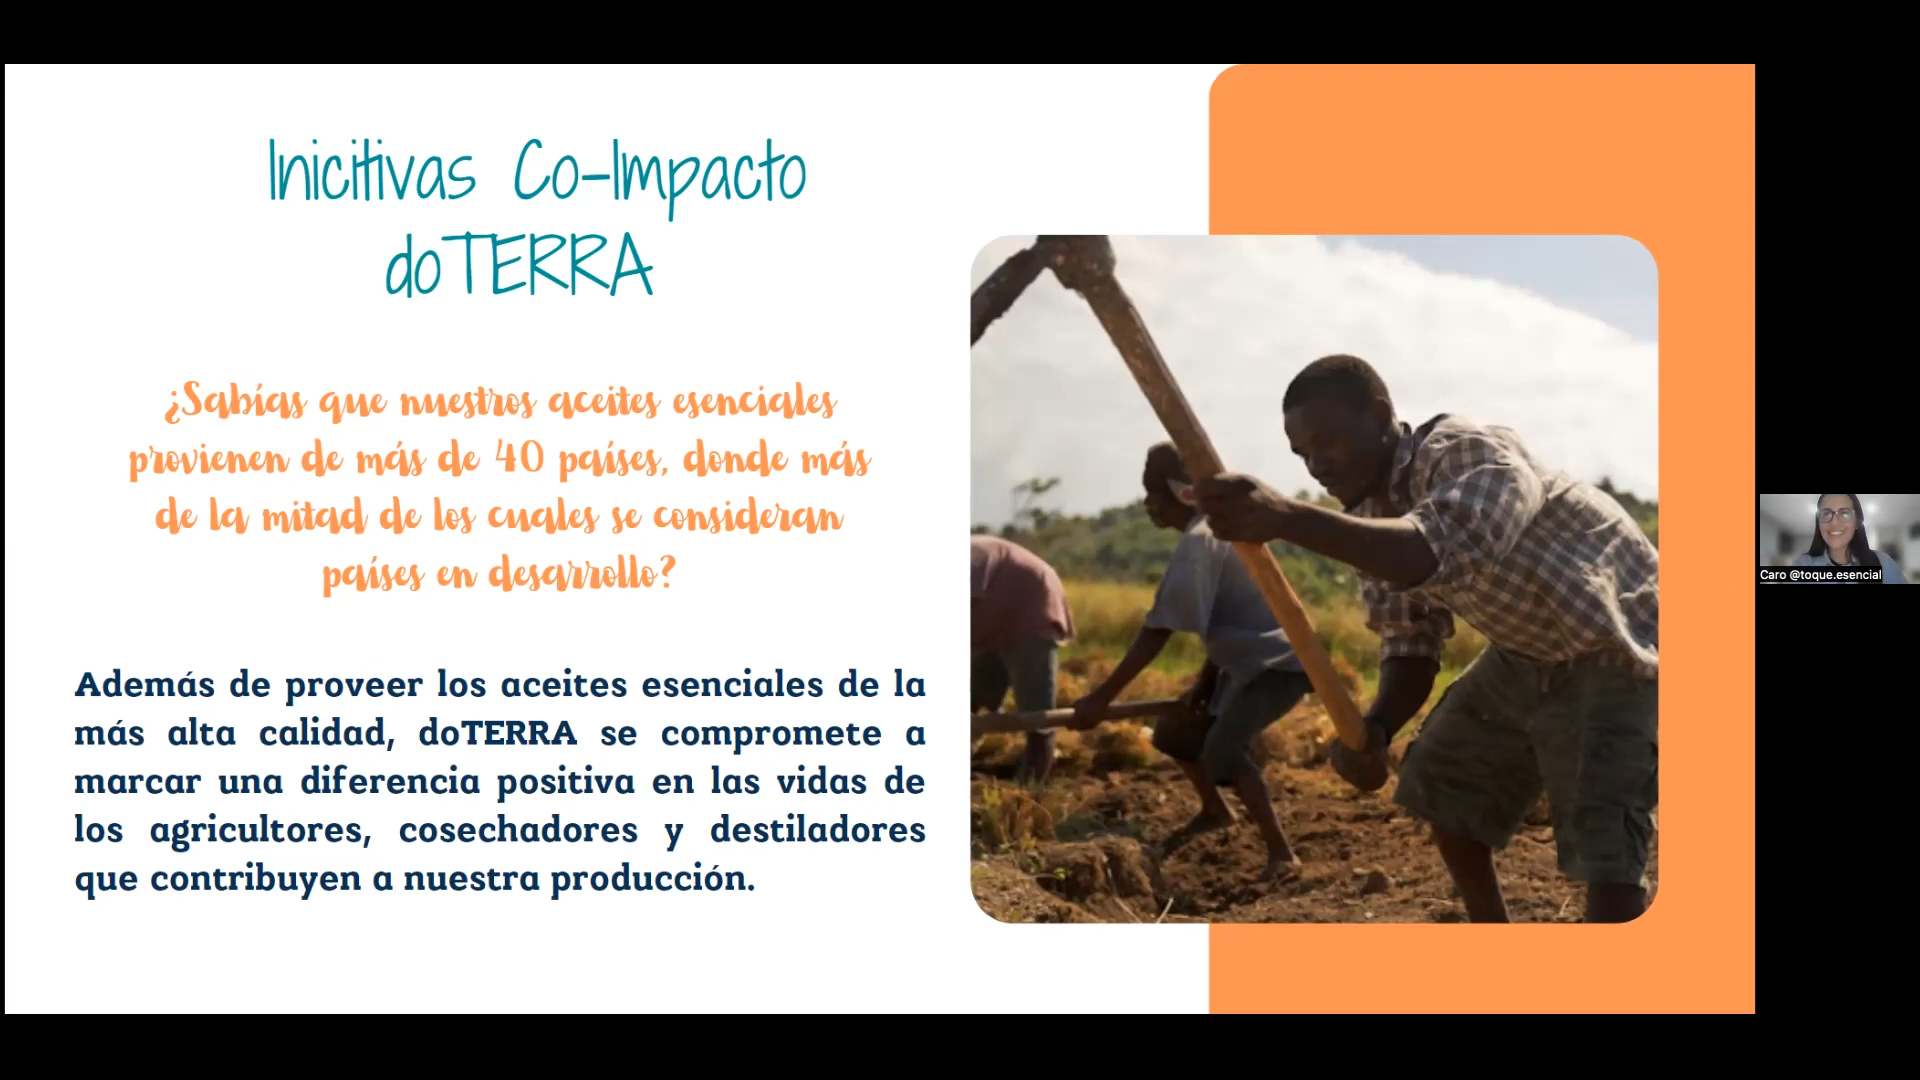 Inicitivas Co-Impacto
doTERRA
¿Sabías que nuestros aceites esenciales
provienen de más de 40 países, donde más
de la mitad de los cuales se consideran
países en desarrollo?
Además de proveer los aceites esenciales de la
más alta calidad, doTERRA se compromete a
marcar una diferencia positiva en las vidas de
los agricultores, cosechadores y destiladores
que contribuyen a nuestra producción.
Caro @toque.esencial